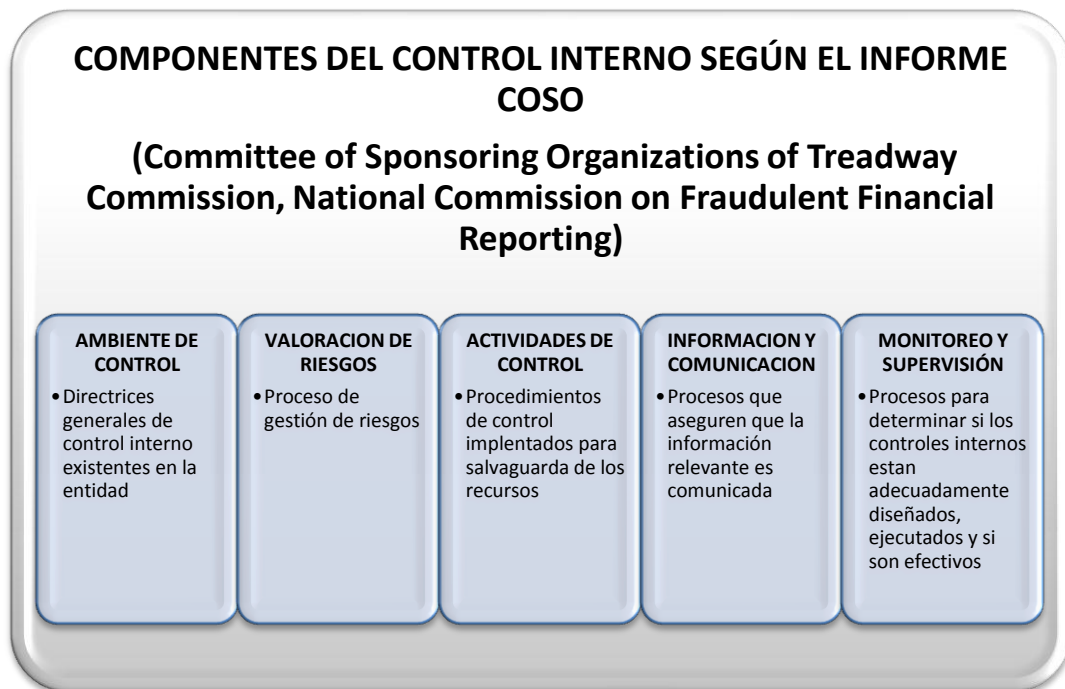 COMPONENTES DEL CONTROL INTERNO SEGÚN EL INFORME
COSO
(Committee of Sponsoring Organizations of Treadway
Commission, National Commission on Fraudulent Financial
Reporting)
AMBIENTE DE
CONTROL
•Directrices
generales de
control interno
existentes en la
entidad
VALORACION DE
RIESGOS
•Proceso de
gestión de riesgos
ACTIVIDADES DE
CONTROL
•Procedimientos
de control
implentados para
salvaguarda de los
recursos
INFORMACION Y
COMUNICACION
•Procesos que
aseguren que la
información
relevante es
comunicada
MONITOREO Y
SUPERVISIÓN
•Procesos para
determinar si los
controles internos
estan
adecuadamente
diseñados,
ejecutados y si
son efectivos